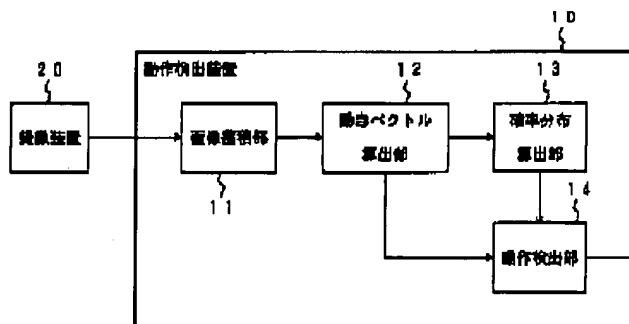 10
20
動作検出装置
12
13
撮像装置
画像蓄積部
動きベクトル
算出部
確率分布
算出部
11
14
動作検出部